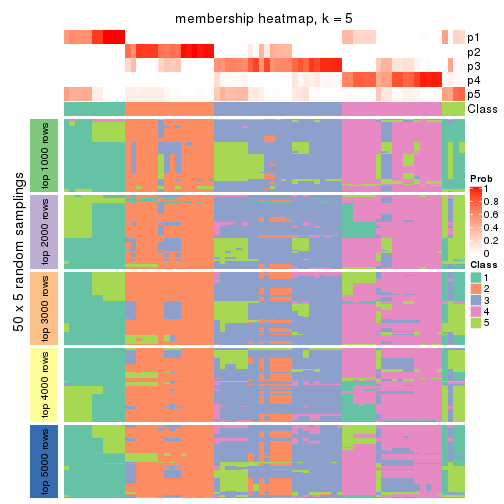 membership heatmap, k = 5
p1
p2
p3
p4
p5
Class
50 x 5 random samplings
top 1000 rows
top 2000 rows
top 3000 rows
top 4000 rows
top 5000 rows
Prob
1
0.8
0.6
0.4
0.2
0
Class
1
2
3
4
5